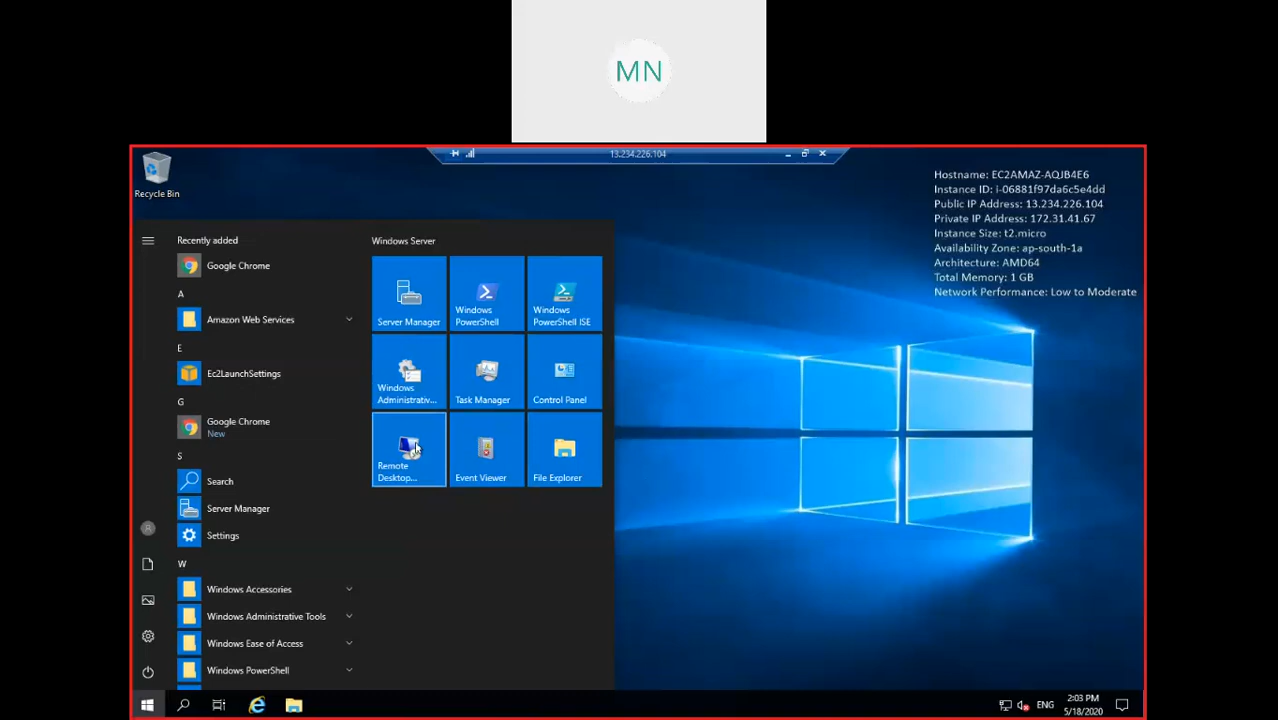 MN
13.234.226.104
Recycle Bin
Hostname: EC2AMAZ-AQJB4E6
Instance ID: i-06881f97da6c5e4dd
Public IP Address: 13.234.226.104
Private IP Address: 172.31.41.67
Instance Size: t2.micro
Availability Zone: ap-south-1a
Architecture: AMD64
Total Memory: 1 GB
Network Performance: Low to Moderate
Recently added
Google Chrome
A
Amazon Web Services
E
Ec2LaunchSettings
G
Google Chrome
New
S
Search
Server Manager
Settings
W
Windows Accessories
Windows Administrative Tools
Windows Ease of Access
Windows PowerShell
Windows Server
Server Manager
Windows
PowerShell
Windows
PowerShell ISE
Windows
Administrativ...
Task Manager
Control Panel
Remote
Desktop...
Event Viewer
File Explorer
ENG
2:03 PM
5/18/2020